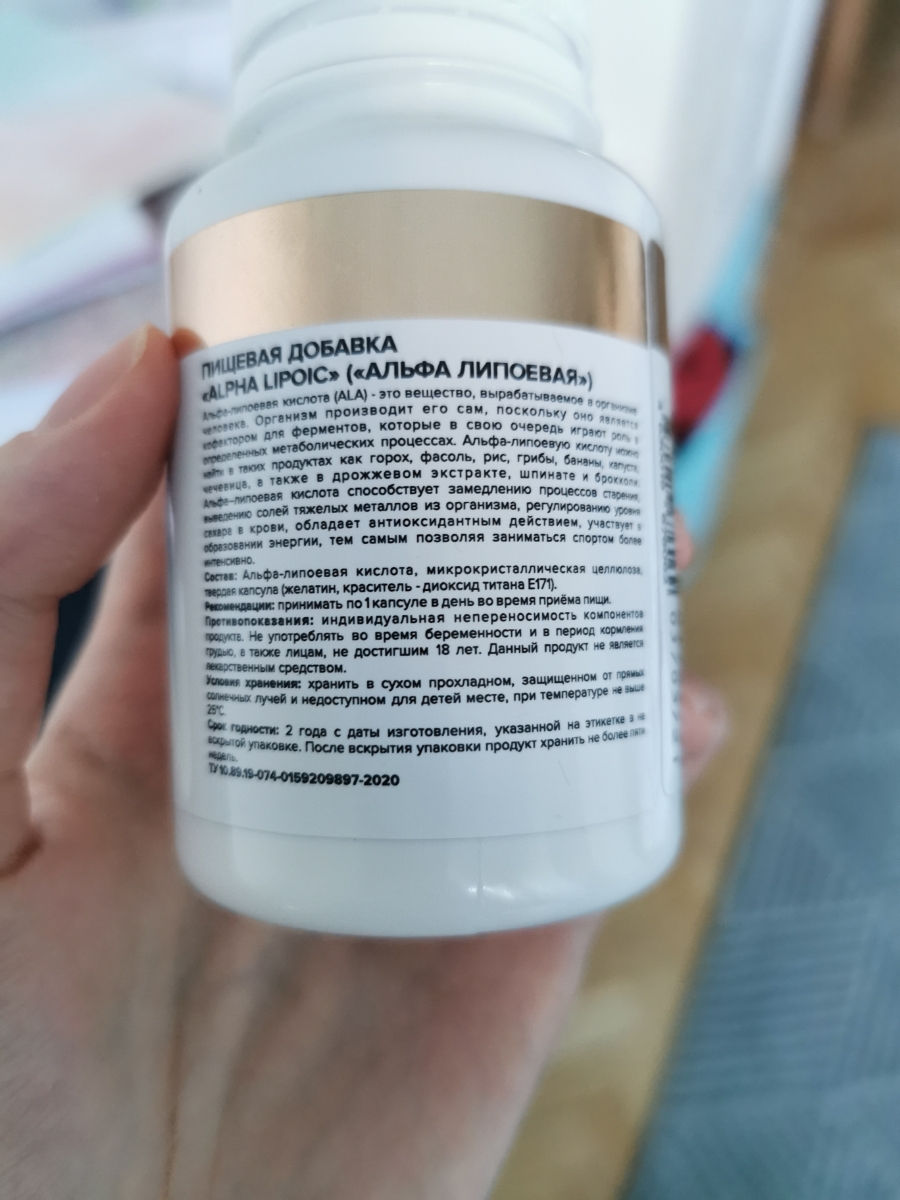 ПИЩЕВАЯ ДОБАВКА
«ALPHA LIPOIC» («АЛЬФА ЛИПОЕВАЯ»)
Альфа-липоевая кислота (ALA) - это вещество, вырабатываемое в организме
человека. Организм производит его сам, поскольку оно является
кофактором для ферментов, которые в свою очередь играют роль в
определенных метаболических процессах. Альфа-липоевую кислоту можно
найти в таких продуктах как горох, фасоль, рис, грибы, бананы, капуста,
чечевица, а также в дрожжевом экстракте, шпинате и брокколи.
Альфа-липоевая кислота способствует замедлению процессов старения,
выведению солей тяжелых металлов из организма, регулированию уровня
сахара в крови, обладает антиоксидантным действием, участвует в
образовании энергии, тем самым позволяя заниматься спортом более
интенсивно.
Состав: Альфа-липоевая кислота, микрокристаллическая целлюлоза,
твердая капсула (желатин, краситель - диоксид титана Е171).
Рекомендации: принимать по 1 капсуле в день во время приёма пищи.
Противопоказания: индивидуальная непереносимость компонентов
продукта. Не употреблять во время беременности и в период кормления
грудью, а также лицам, не достигшим 18 лет. Данный продукт не является
лекарственным средством.
Условия хранения: хранить в сухом прохладном, защищенном от прямых
солнечных лучей и недоступном для детей месте, при температуре не выше
25°C.
Срок годности: 2 года с даты изготовления, указанной на этикетке в не
вскрытой упаковке. После вскрытия упаковки продукт хранить не более пяти
недель.
ТУ 10.89.19-074-0159209897-2020